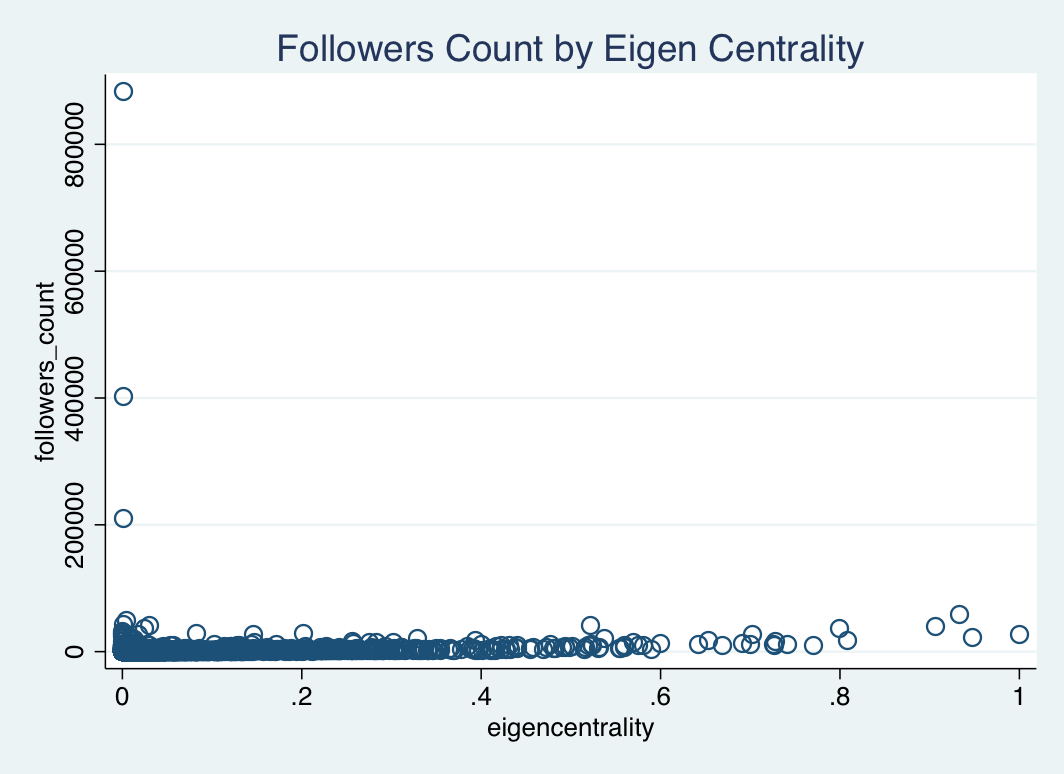 Followers Count by Eigen Centrality
followers_count
800000
600000
400000
200000
0
0 .2 .4 .6 .8 1
eigencentrality